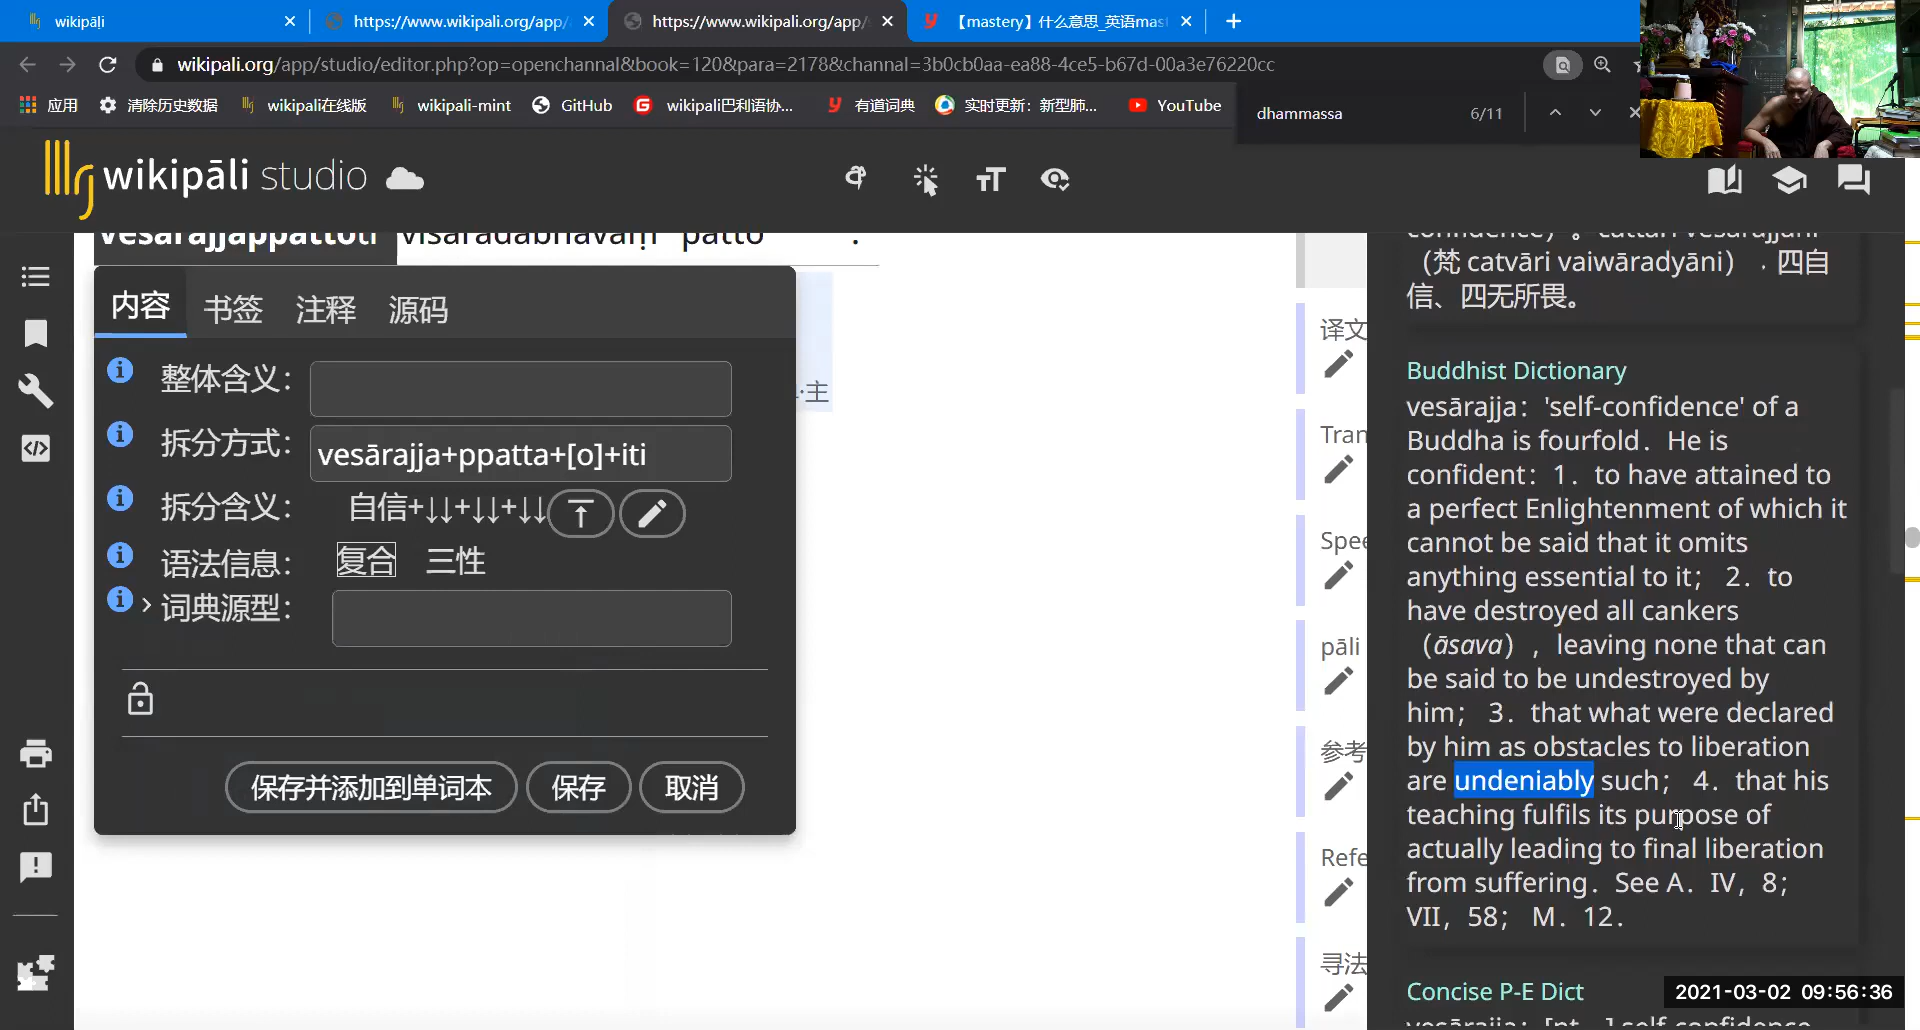 wikipāḷi
https://www.wikipali.org/app/
https://www.wikipali.org/app/
【mastery】什么意思_英语mas
wikipali.org/app/studio/editor.php?op=openchannal&book=120&para=2178&channal=3b0cb0aa-ea88-4ce5-b67d-00a3e76220cc
应用
清除历史数据
wikipali在线版
wikipali-mint
GitHub
wikipali巴利语协...
有道词典
实时更新：新型肺...
YouTube
dhammassa
6/11
wikipāli studio
vesārajjappattoti visāradabhāvaṃ patto .
内容
书签
注释
源码
整体含义：
拆分方式：
vesārajja+ppatta+[o]+iti
拆分含义：
自信+↓↓+↓↓+↓↓
语法信息：
复合 三性
词典源型：
保存并添加到单词本
保存
取消
·主
译文
Tran
Spee
pāli
参考
Refe
寻法
confidence）。cattāri vesārajjāni
（梵 catvāri vaiwāradyāni）．四自
信、四无所畏。
Buddhist Dictionary
vesārajja: 'self-confidence' of a
Buddha is fourfold. He is
confident: 1. to have attained to
a perfect Enlightenment of which it
cannot be said that it omits
anything essential to it; 2. to
have destroyed all cankers
（āsava）, leaving none that can
be said to be undestroyed by
him; 3. that what were declared
by him as obstacles to liberation
are undeniably such; 4. that his
teaching fulfils its purpose of
actually leading to final liberation
from suffering. See A. IV, 8;
VII, 58; M. 12.
Concise P-E Dict
2021-03-02 09:56:36
vesārajja: [nt.] self-confidence